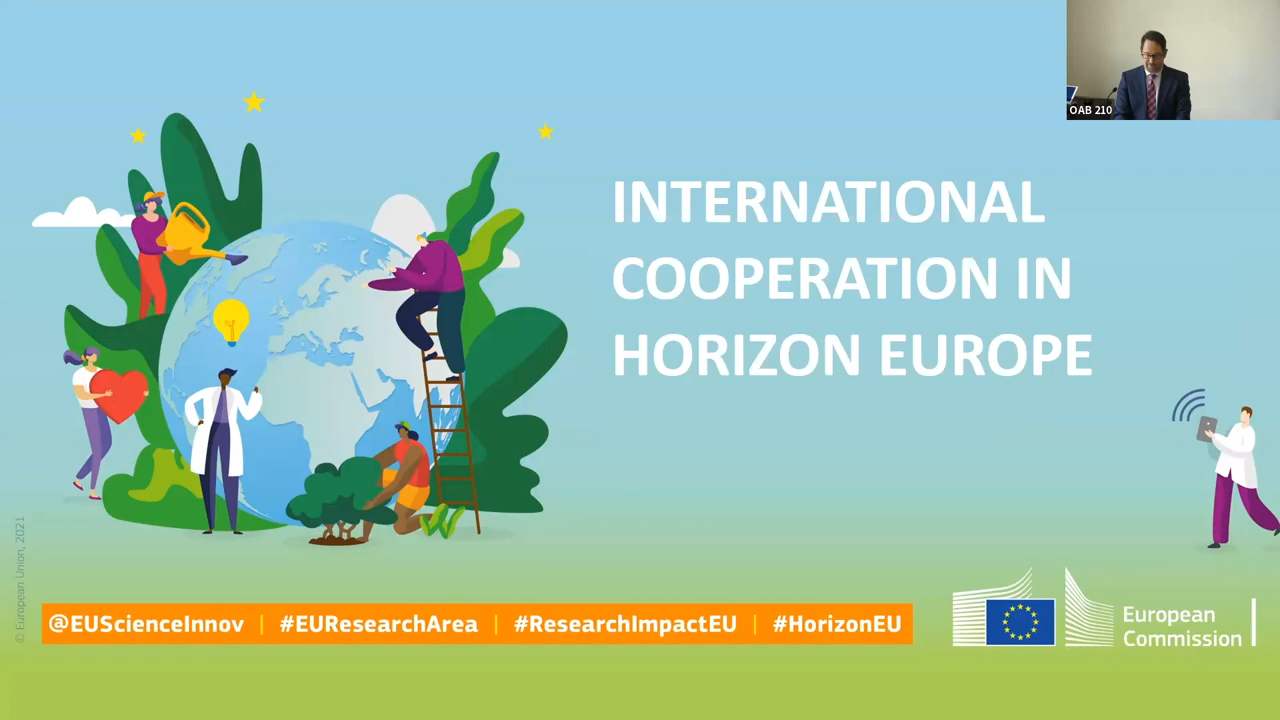 OAB 210
INTERNATIONAL
COOPERATION IN
HORIZON EUROPE
© European Union, 2021
@EUScienceInnov | #EUResearchArea | #ResearchImpactEU | #HorizonEU
European
Commission